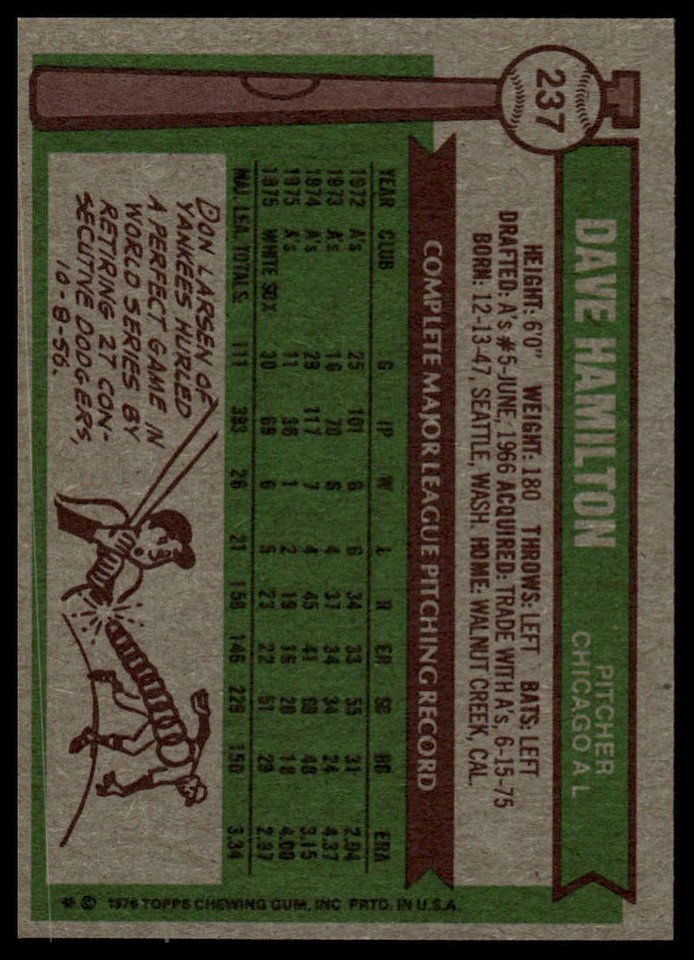 237
DAVE HAMILTON
PITCHER
CHICAGO A L
HEIGHT: 6'0" WEIGHT: 180 THROWS: LEFT BATS: LEFT
DRAFTED: A's #5-JUNE, 1966 ACQUIRED: TRADE WITH A's, 6-15-75
BORN: 12-13-47, SEATTLE, WASH. HOME: WALNUT CREEK, CAL.
COMPLETE MAJOR LEAGUE PITCHING RECORD
YEAR CLUB G IP W L R ER SO BB ERA
1972 A's 25 101 6 6 34 33 55 31 2.94
1973 A's 16 70 6 4 37 34 34 24 4.37
1974 A's 29 117 7 4 45 41 69 48 3.15
1975 A's 11 36 1 2 19 16 20 18 4.00
1975 WHITE SOX 30 69 6 5 23 22 51 29 2.87
MAJ. LEA. TOTALS 111 393 26 21 158 146 229 150 3.34
DON LARSEN OF
YANKEES HURLED
A PERFECT GAME IN
WORLD SERIES BY
RETIRING 27 CON-
SECUTIVE DODGERS,
10-8-56.
© 1976 TOPPS CHEWING GUM, INC PRTD. IN U.S.A.